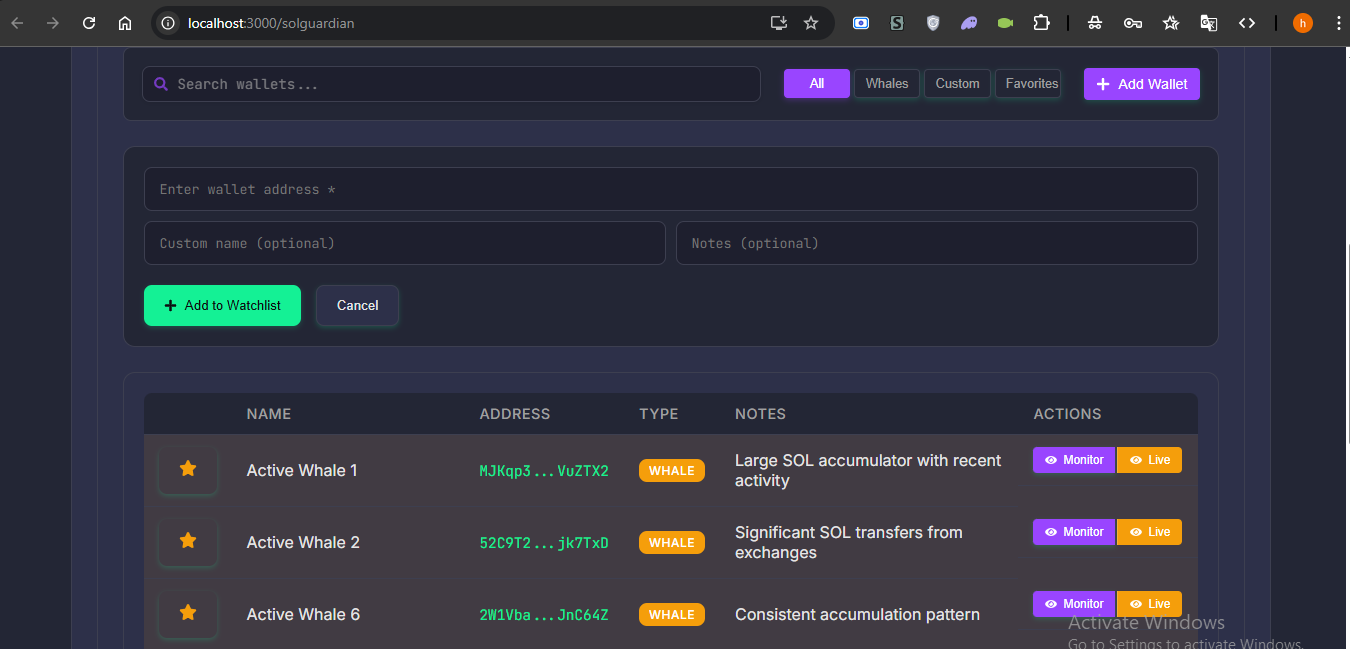 localhost:3000/solguardian
h
Search wallets...
All
Whales
Custom
Favorites
+ Add Wallet
Enter wallet address *
Custom name (optional)
Notes (optional)
+ Add to Watchlist
Cancel
NAME ADDRESS TYPE NOTES ACTIONS
Active Whale 1 MJKqp3...VuZTX2 WHALE Large SOL accumulator with recent activity Monitor Live
Active Whale 2 52C9T2...jk7TxD WHALE Significant SOL transfers from exchanges Monitor Live
Active Whale 6 2W1Vba...JnC64Z WHALE Consistent accumulation pattern Monitor Live
Activate Windows
Go to Settings to activate Windows.